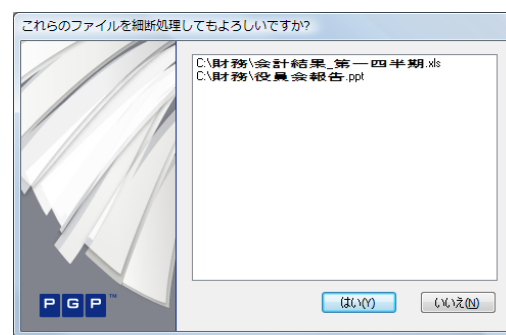 これらのファイルを細断処理してもよろしいですか?
C:\財務\会計結果_第一四半期.xls
C:\財務\役員会報告.ppt
PGP™
はい(Y)
いいえ(N)